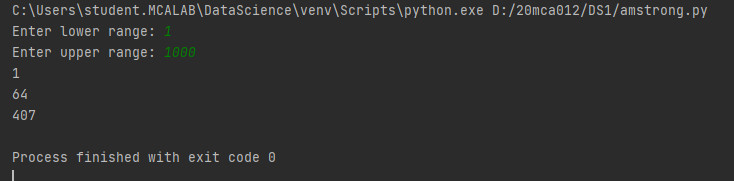 C:\Users\student.MCALAB\DataScience\venv\Scripts\python.exe D:/20mca012/DS1/amstrong.py
Enter lower range: 1
Enter upper range: 1000
1
64
407
Process finished with exit code 0